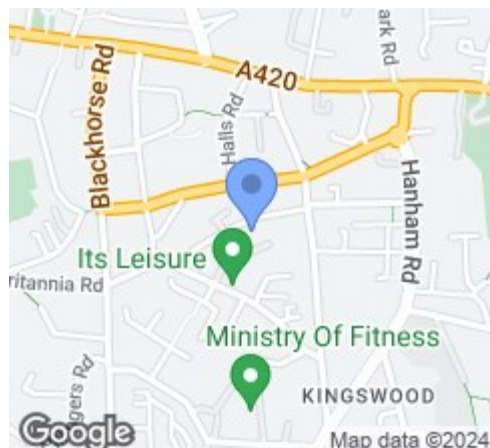 ark Rd
A420
Blackhorse Rd
Halls Rd
Hanham Rd
Its Leisure
ritannia Rd
Ministry Of Fitness
gers Rd
KINGSWOOD
Google
Map data ©2024